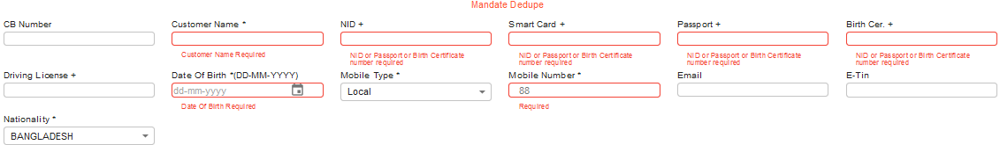 Mandate Dedupe
CB Number
Customer Name *
NID +
Smart Card +
Passport +
Birth Cer. +
Customer Name Required
NID or Passport or Birth Certificate
number required
NID or Passport or Birth Certificate
number required
NID or Passport or Birth Certificate
number required
NID or Passport or Birth Certificate
number required
Driving License +
Date Of Birth *(DD-MM-YYYY)
Mobile Type *
Mobile Number *
Email
E-Tin
dd-mm-yyyy
Local
88
Date Of Birth Required
Required
Nationality *
BANGLADESH